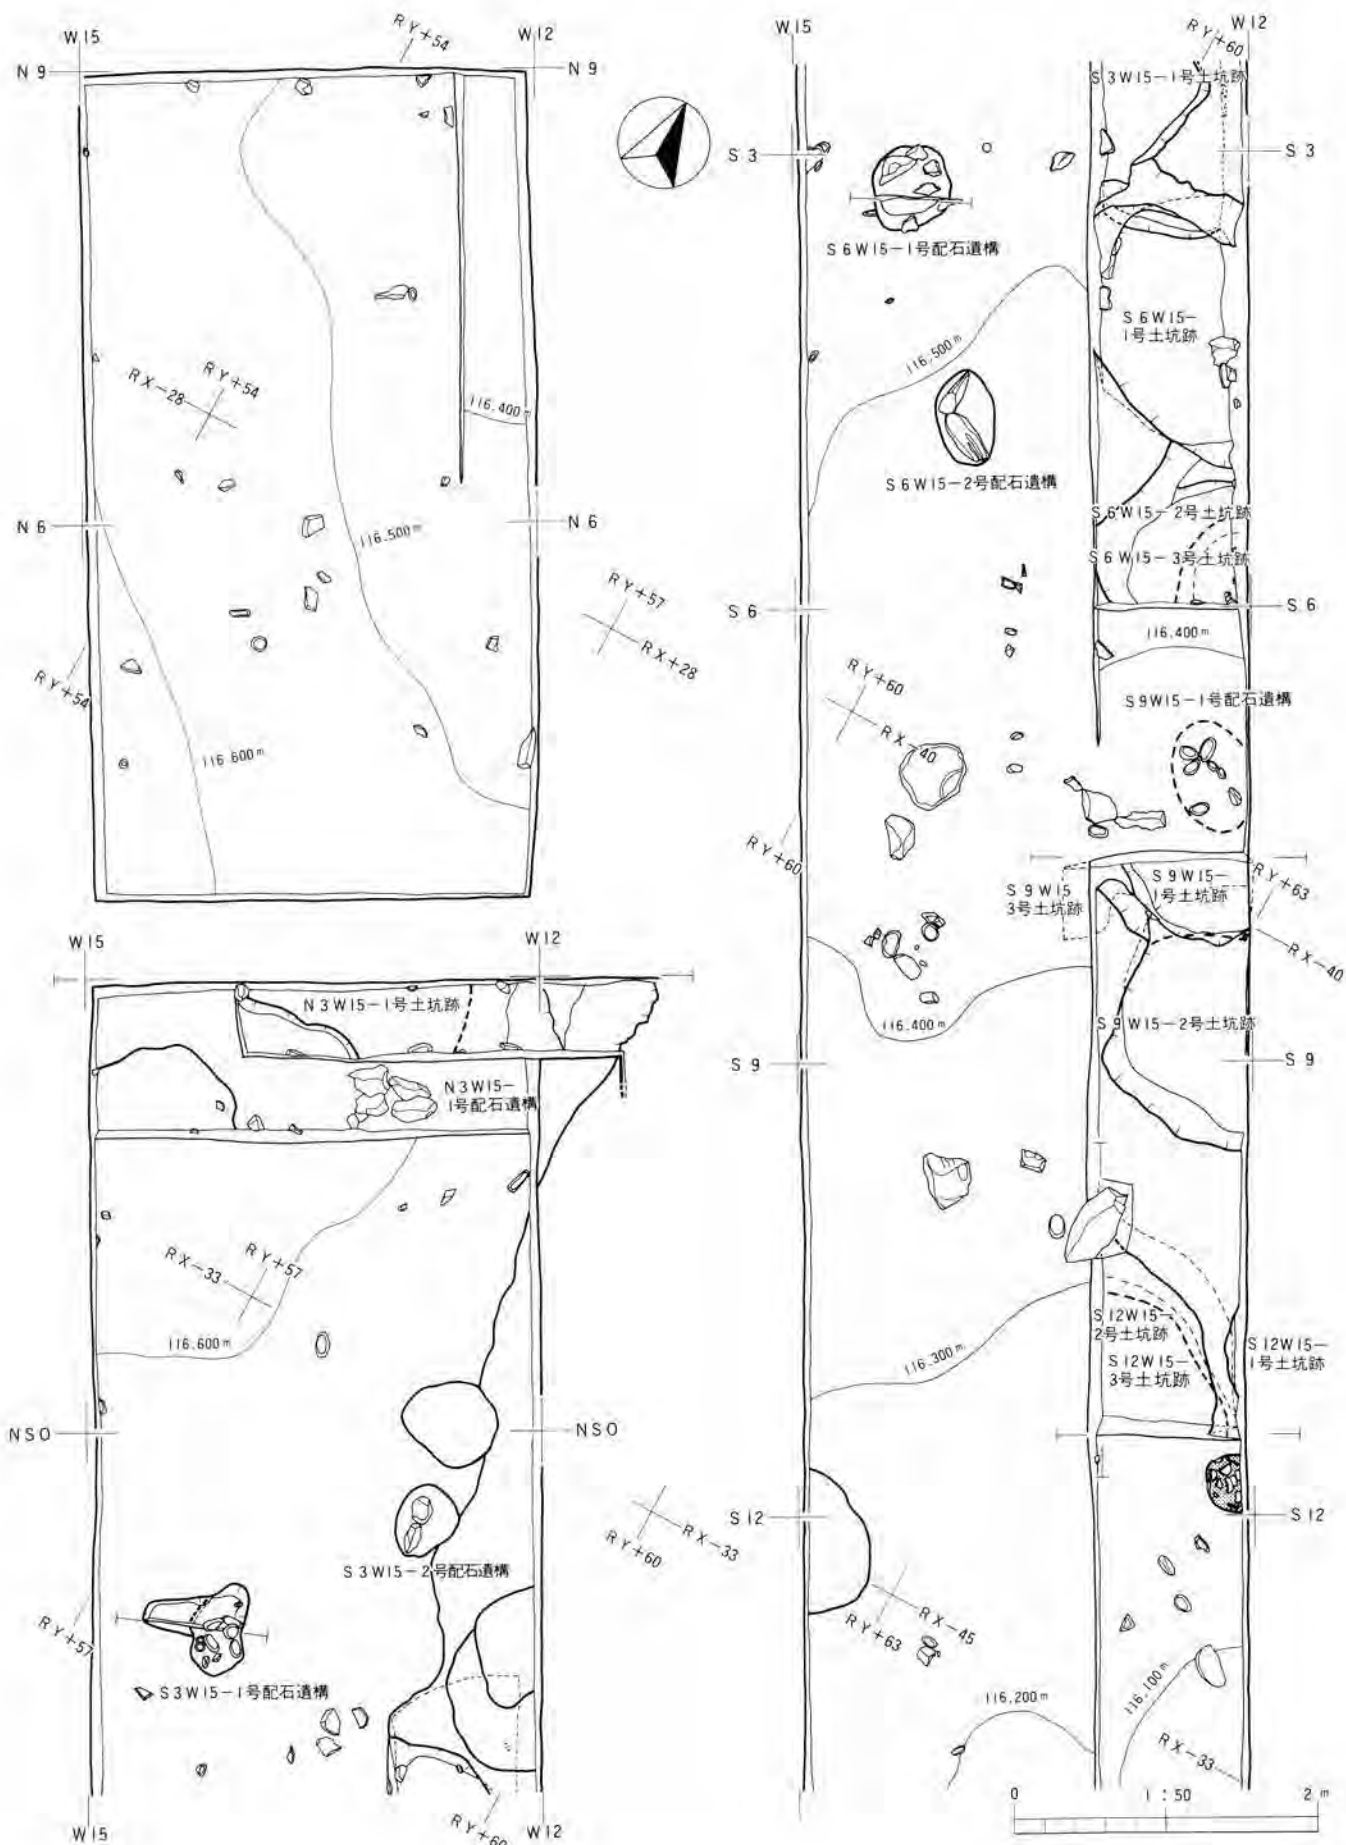 W15
RY+54
W12
N9
N9
RY+54
RX-28
116.400m
N6
N6
116.500m
RY+57
RX+28
RY+54
116.600m
W15
W12
N3W15-1号土坑跡
N3W15-
1号配石遺構
RX-33
RY+57
116.600m
NS0
NS0
RY+60
RX-33
S3W15-2号配石遺構
RY+57
S3W15-1号配石遺構
W15
RY+60
W12
W15
W12
RY+60
S3W15-1号土坑跡
S3
S3
S6W15-1号配石遺構
S6W15-
1号土坑跡
116.500m
S6W15-2号配石遺構
S6W15-2号土坑跡
S6W15-3号土坑跡
S6
S6
116.400m
RY+60
RX-40
S9W15-1号配石遺構
RY+60
S9W15
3号土坑跡
S9W15-
1号土坑跡
RY+63
RX-40
116.400m
S9W15-2号土坑跡
S9
S9
116.300m
S12W15-
2号土坑跡
S12W15-
3号土坑跡
S12W15-
1号土坑跡
S12
S12
RX-45
RY+63
116.200m
116.100m
RX-33
0
1:50
2 m